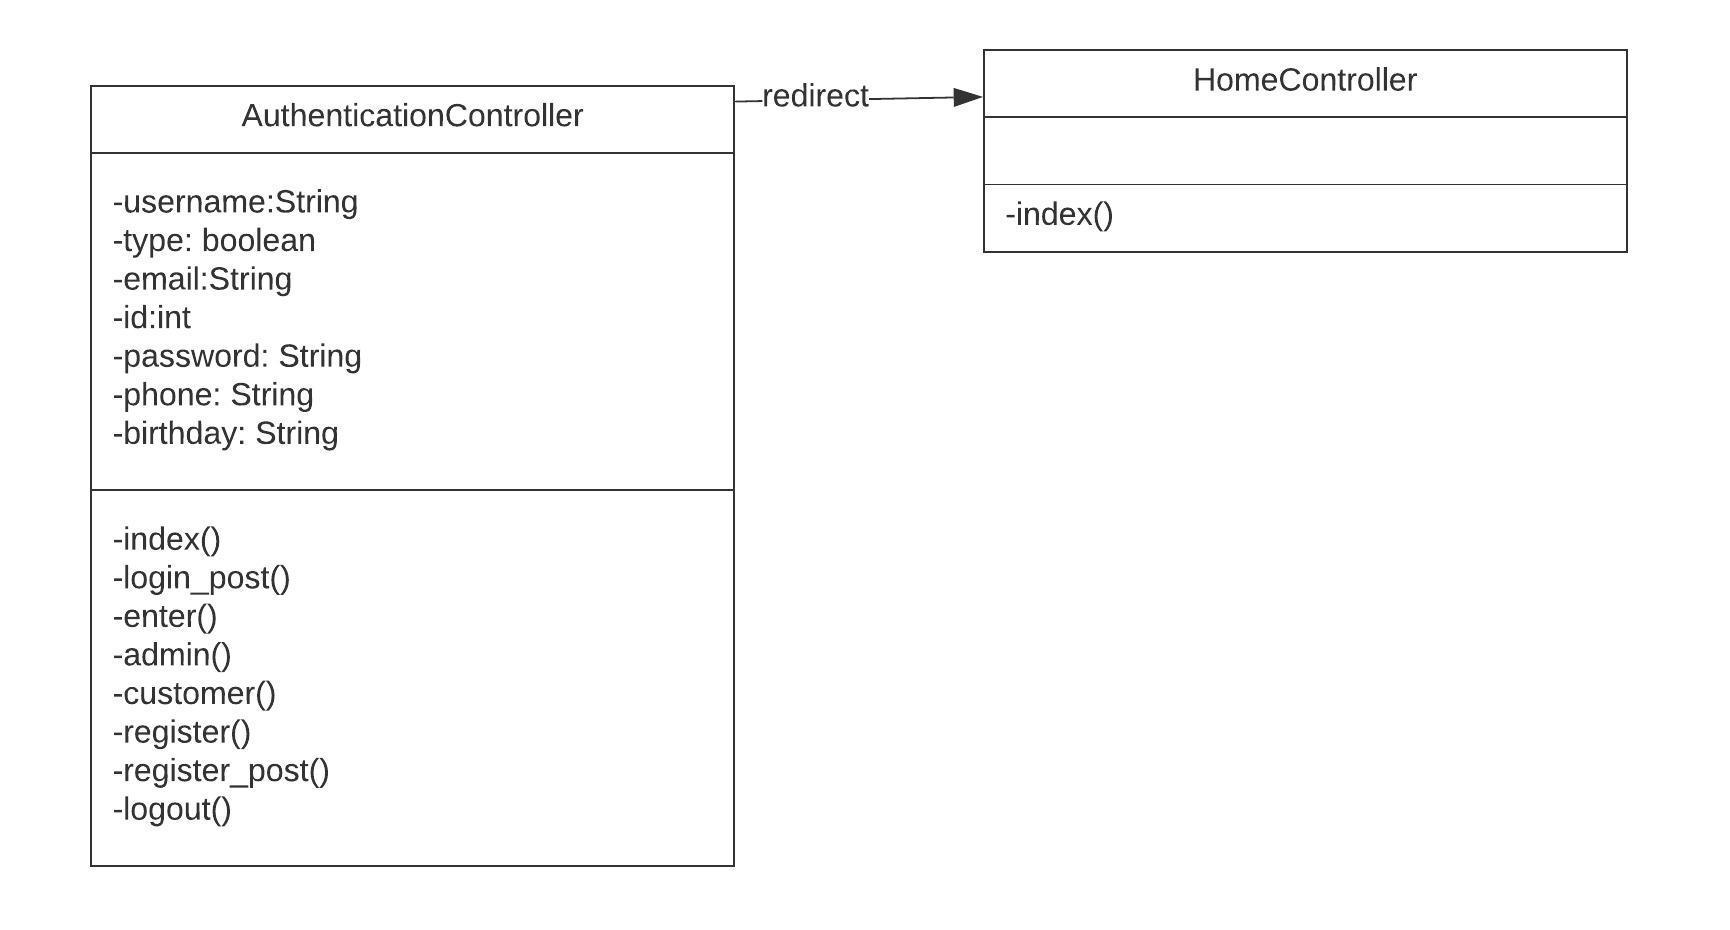 AuthenticationController
-username:String
-type: boolean
-email:String
-id:int
-password: String
-phone: String
-birthday: String
-index()
-login_post()
-enter()
-admin()
-customer()
-register()
-register_post()
-logout()
redirect
HomeController
-index()